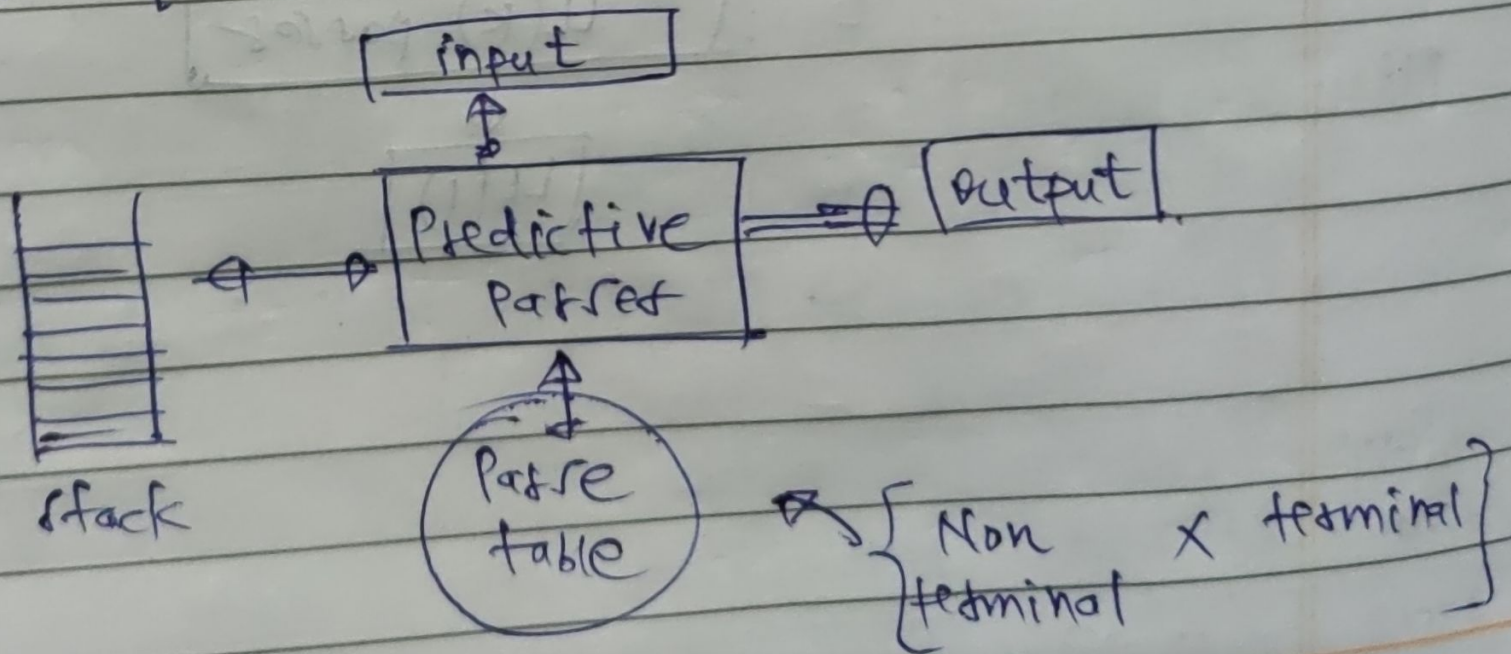 input
output
Predictive
Parser
Parse
table
stack
Non x terminal
terminal